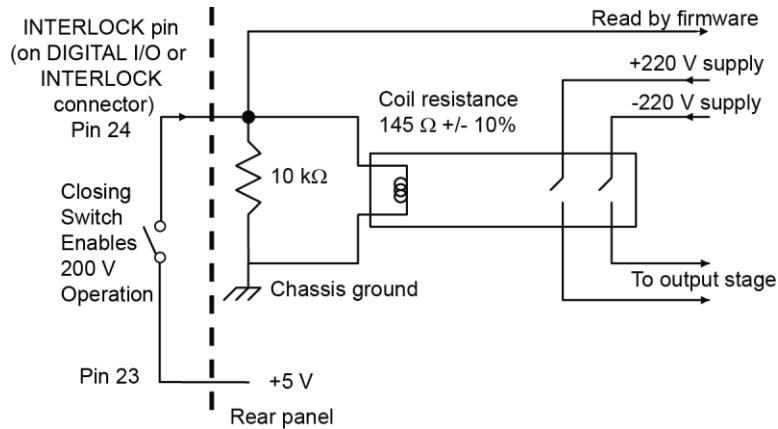 INTERLOCK pin
(on DIGITAL I/O or
INTERLOCK
connector)
Pin 24
Read by firmware
+220 V supply
-220 V supply
Coil resistance
145 Ω +/- 10%
10 kΩ
Closing
Switch
Enables
200 V
Operation
Chassis ground
To output stage
Pin 23
+5 V
Rear panel